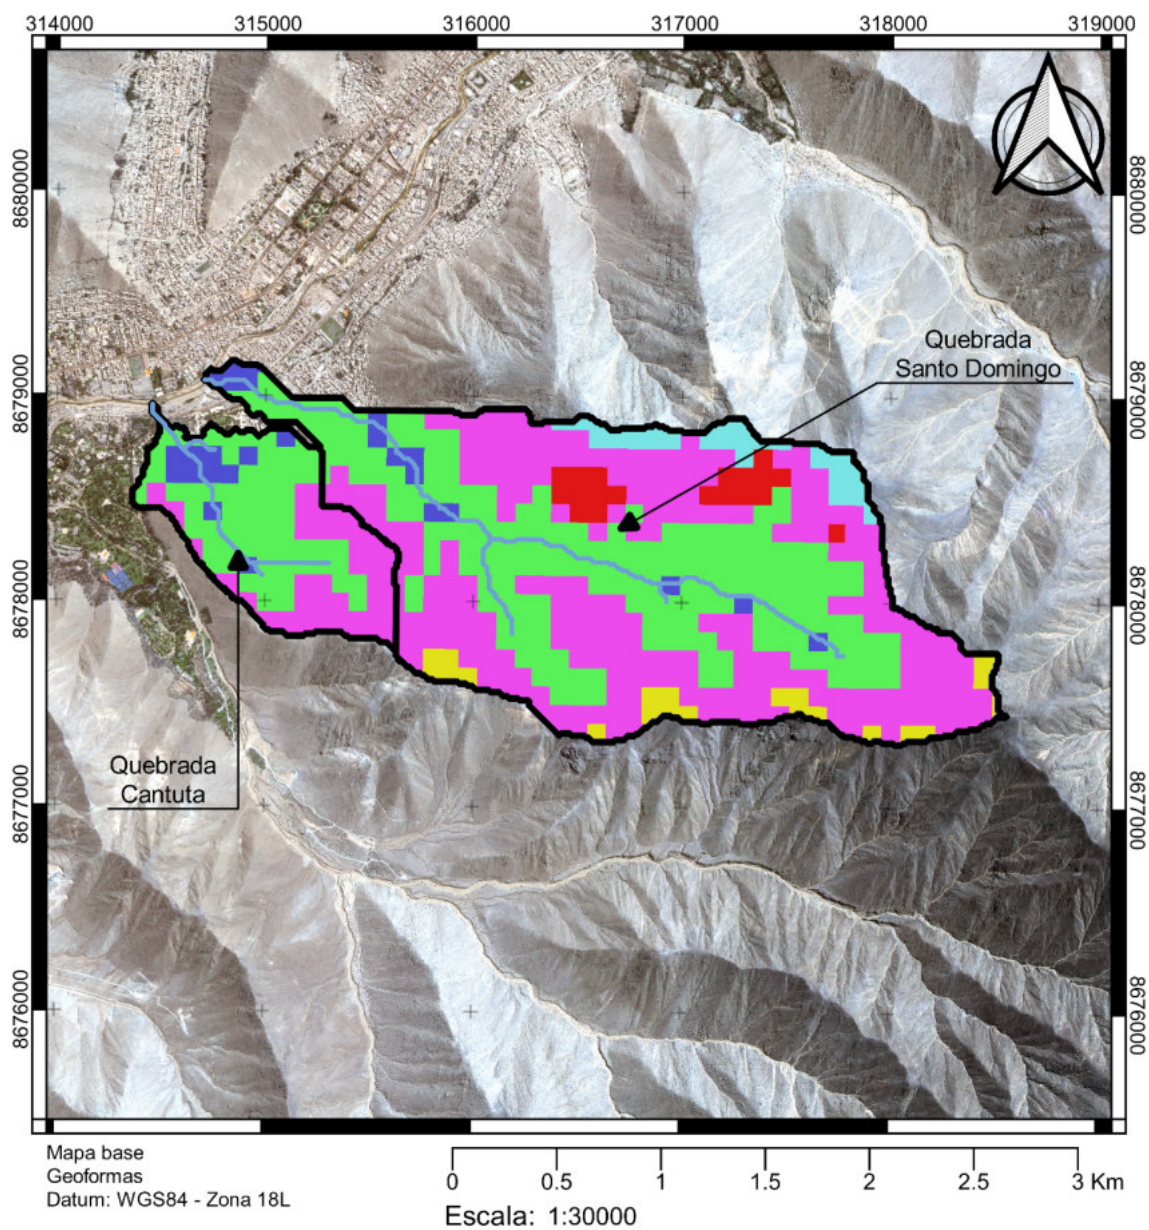 314000 315000 316000 317000 318000 319000
8680000
8680000
Quebrada
Santo Domingo
8679000
8679000
8678000
8678000
Quebrada
Cantuta
8677000
8677000
8676000
8676000
Mapa base
Geoformas
Datum: WGS84 - Zona 18L
0 0.5 1 1.5 2 2.5 3 Km
Escala: 1:30000